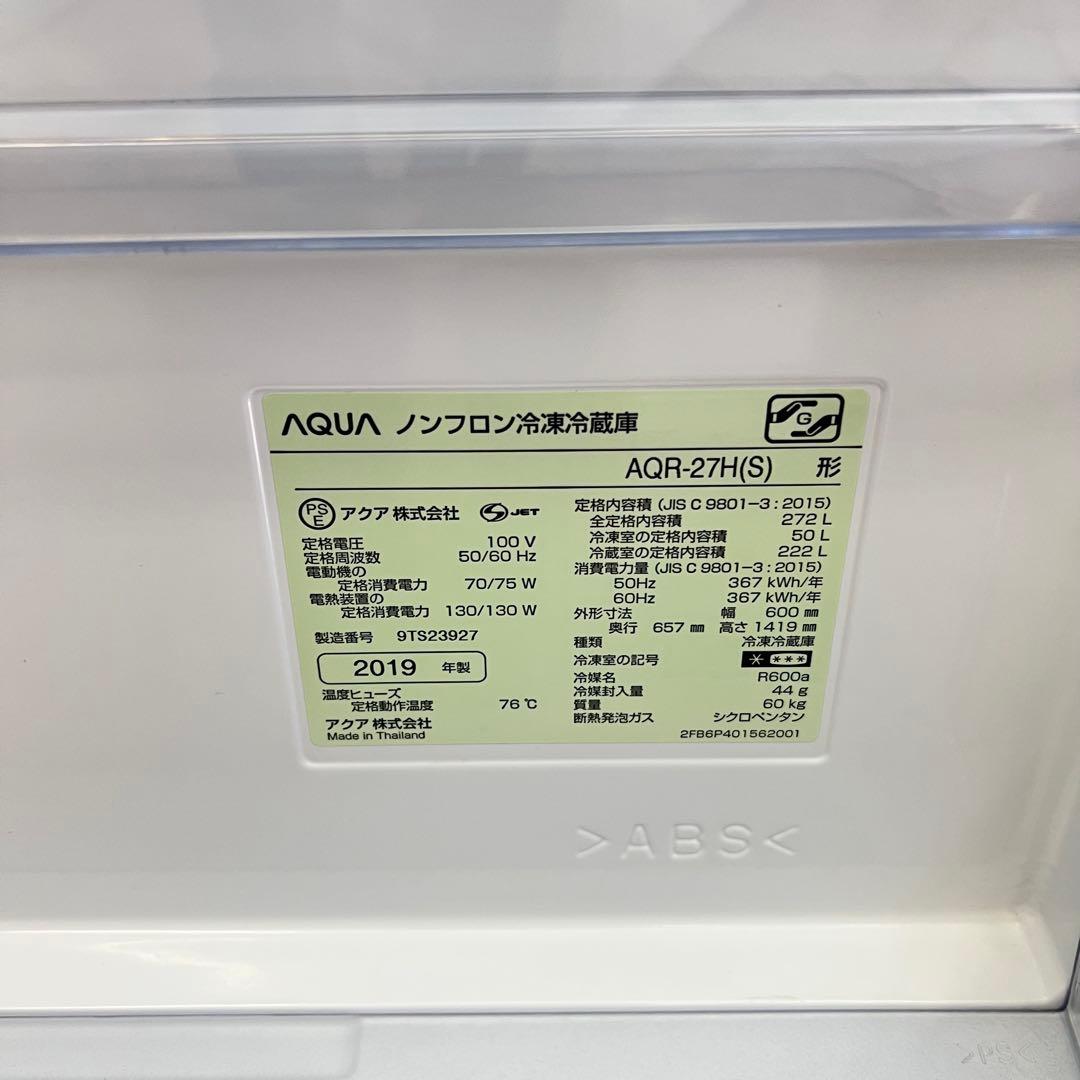 AQUA ノンフロン冷凍冷蔵庫
G
AQR-27H(S) 形
PS
E
アクア 株式会社
S JET
定格電圧 100 V
定格周波数 50/60 Hz
電動機の
定格消費電力 70/75 W
電熱装置の
定格消費電力 130/130 W
製造番号 9TS23927
2019 年製
温度ヒューズ
定格動作温度 76 ℃
アクア 株式会社
Made in Thailand
定格内容積 (JIS C 9801-3 : 2015)
全定格内容積 272 L
冷凍室の定格内容積 50 L
冷蔵室の定格内容積 222 L
消費電力量 (JIS C 9801-3 : 2015)
50Hz 367 kWh/年
60Hz 367 kWh/年
外形寸法 幅 600 ㎜
奥行 657 ㎜ 高さ 1419 ㎜
種類 冷凍冷蔵庫
冷凍室の記号 * ***
冷媒名 R600a
冷媒封入量 44 g
質量 60 kg
断熱発泡ガス シクロペンタン
2FB6P401562001
>ABS<
>PS<